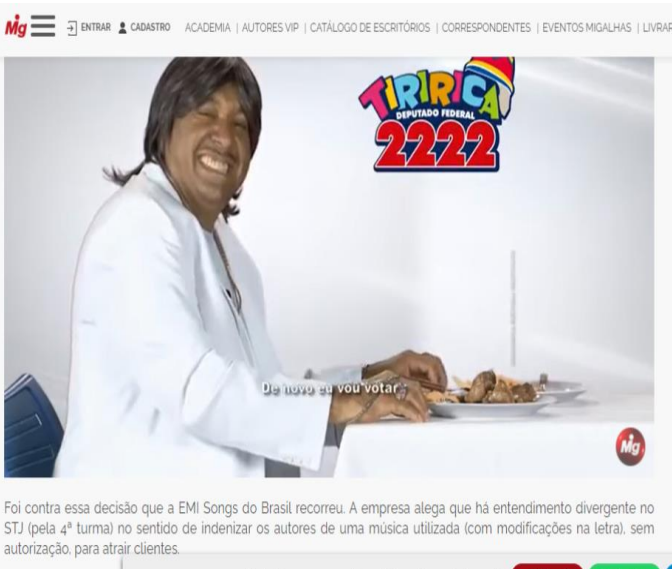 Mig ENTRAR CADASTRO ACADEMIA | AUTORES VIP | CATÁLOGO DE ESCRITÓRIOS | CORRESPONDENTES | EVENTOS MIGALHAS | LIVRAR
TIRIRICA
DEPUTADO FEDERAL
2222
De novo eu vou votar
Mig
Foi contra essa decisão que a EMI Songs do Brasil recorreu. A empresa alega que há entendimento divergente no
STJ (pela 4ª turma) no sentido de indenizar os autores de uma música utilizada (com modificações na letra), sem
autorização, para atrair clientes.